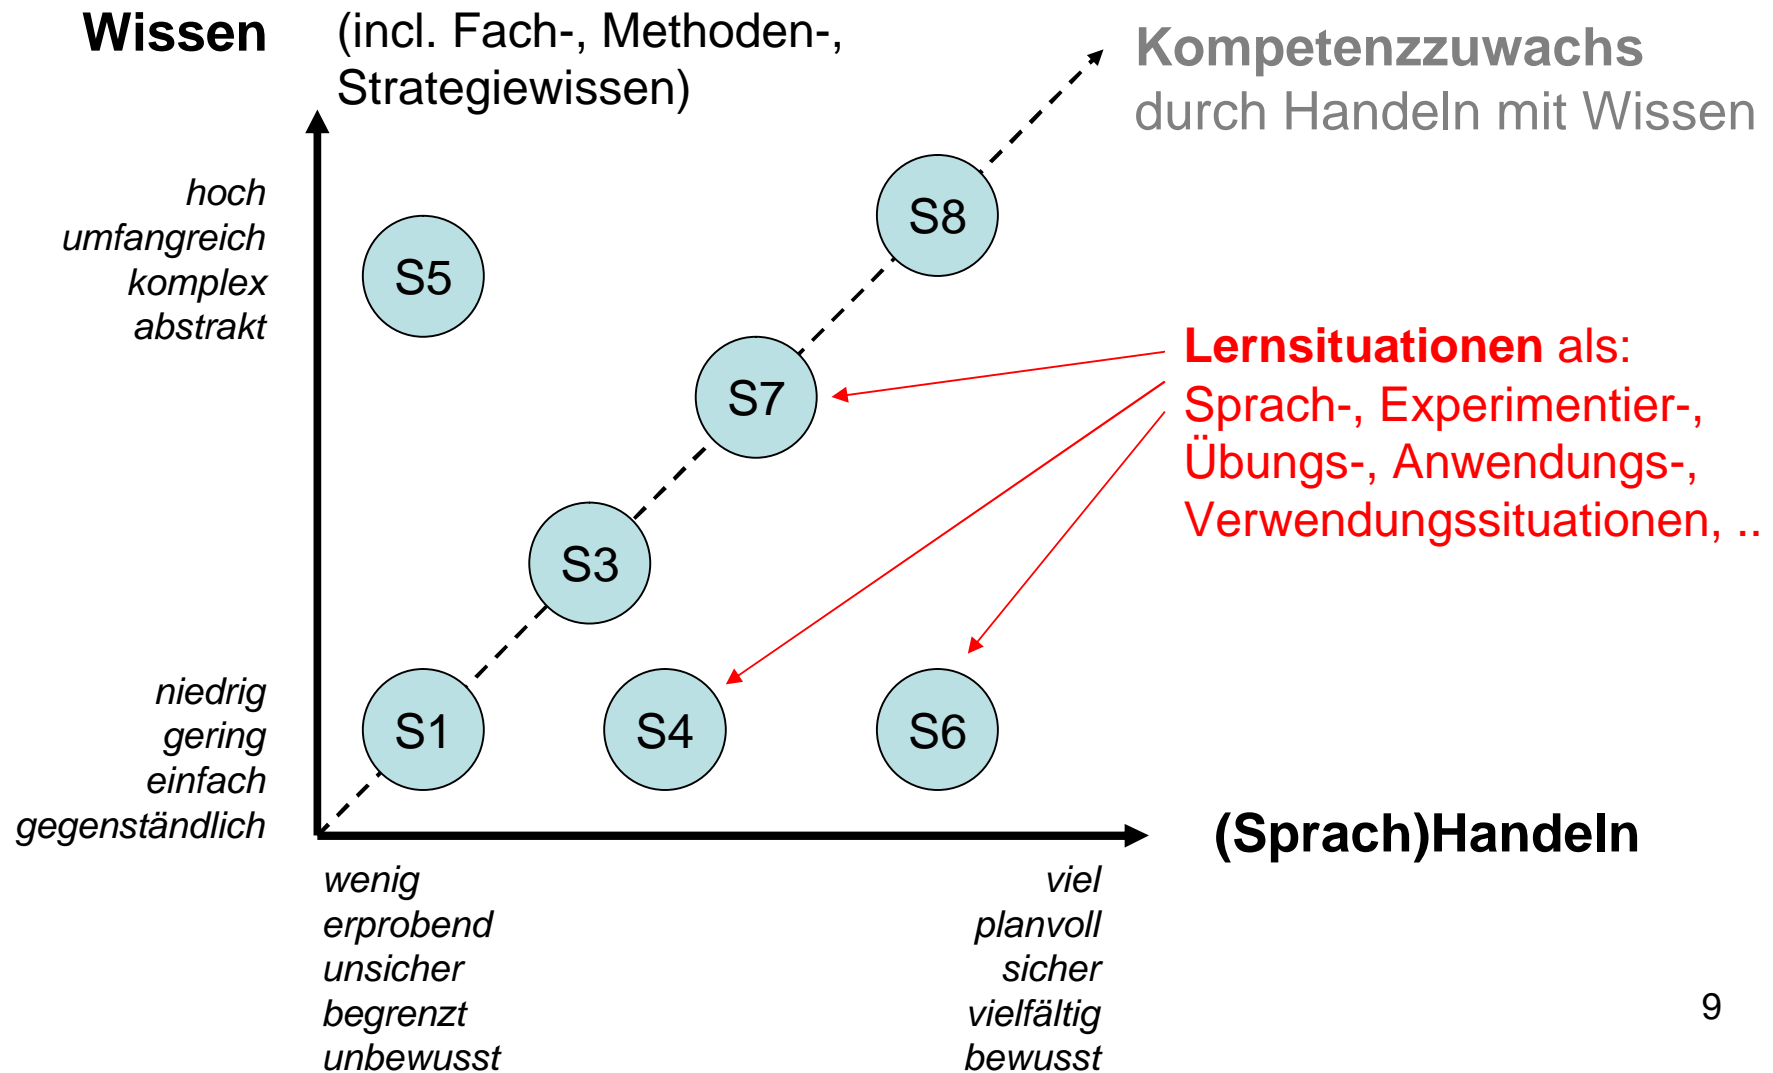 Wissen
(incl. Fach-, Methoden-,
Strategiewissen)
Kompetenzzuwachs
durch Handeln mit Wissen
hoch
umfangreich
komplex
abstrakt
S8
S5
S7
Lernsituationen als:
Sprach-, Experimentier-,
Übungs-, Anwendungs-,
Verwendungssituationen, ..
S3
niedrig
gering
einfach
gegenständlich
S1
S4
S6
(Sprach)Handeln
wenig
erprobend
unsicher
begrenzt
unbewusst
viel
planvoll
sicher
vielfältig
bewusst
9